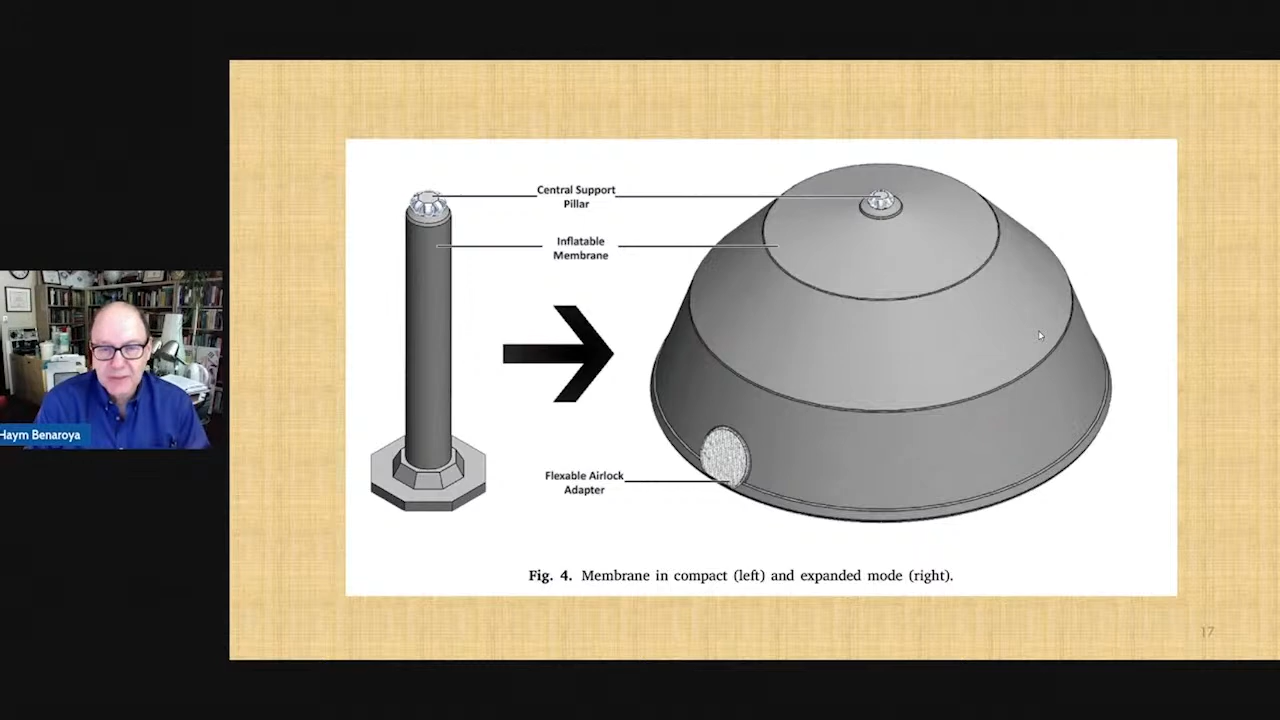 Central Support
Pillar
Inflatable
Membrane
Flexable Airlock
Adapter
Fig. 4. Membrane in compact (left) and expanded mode (right).
17
Haym Benaroya